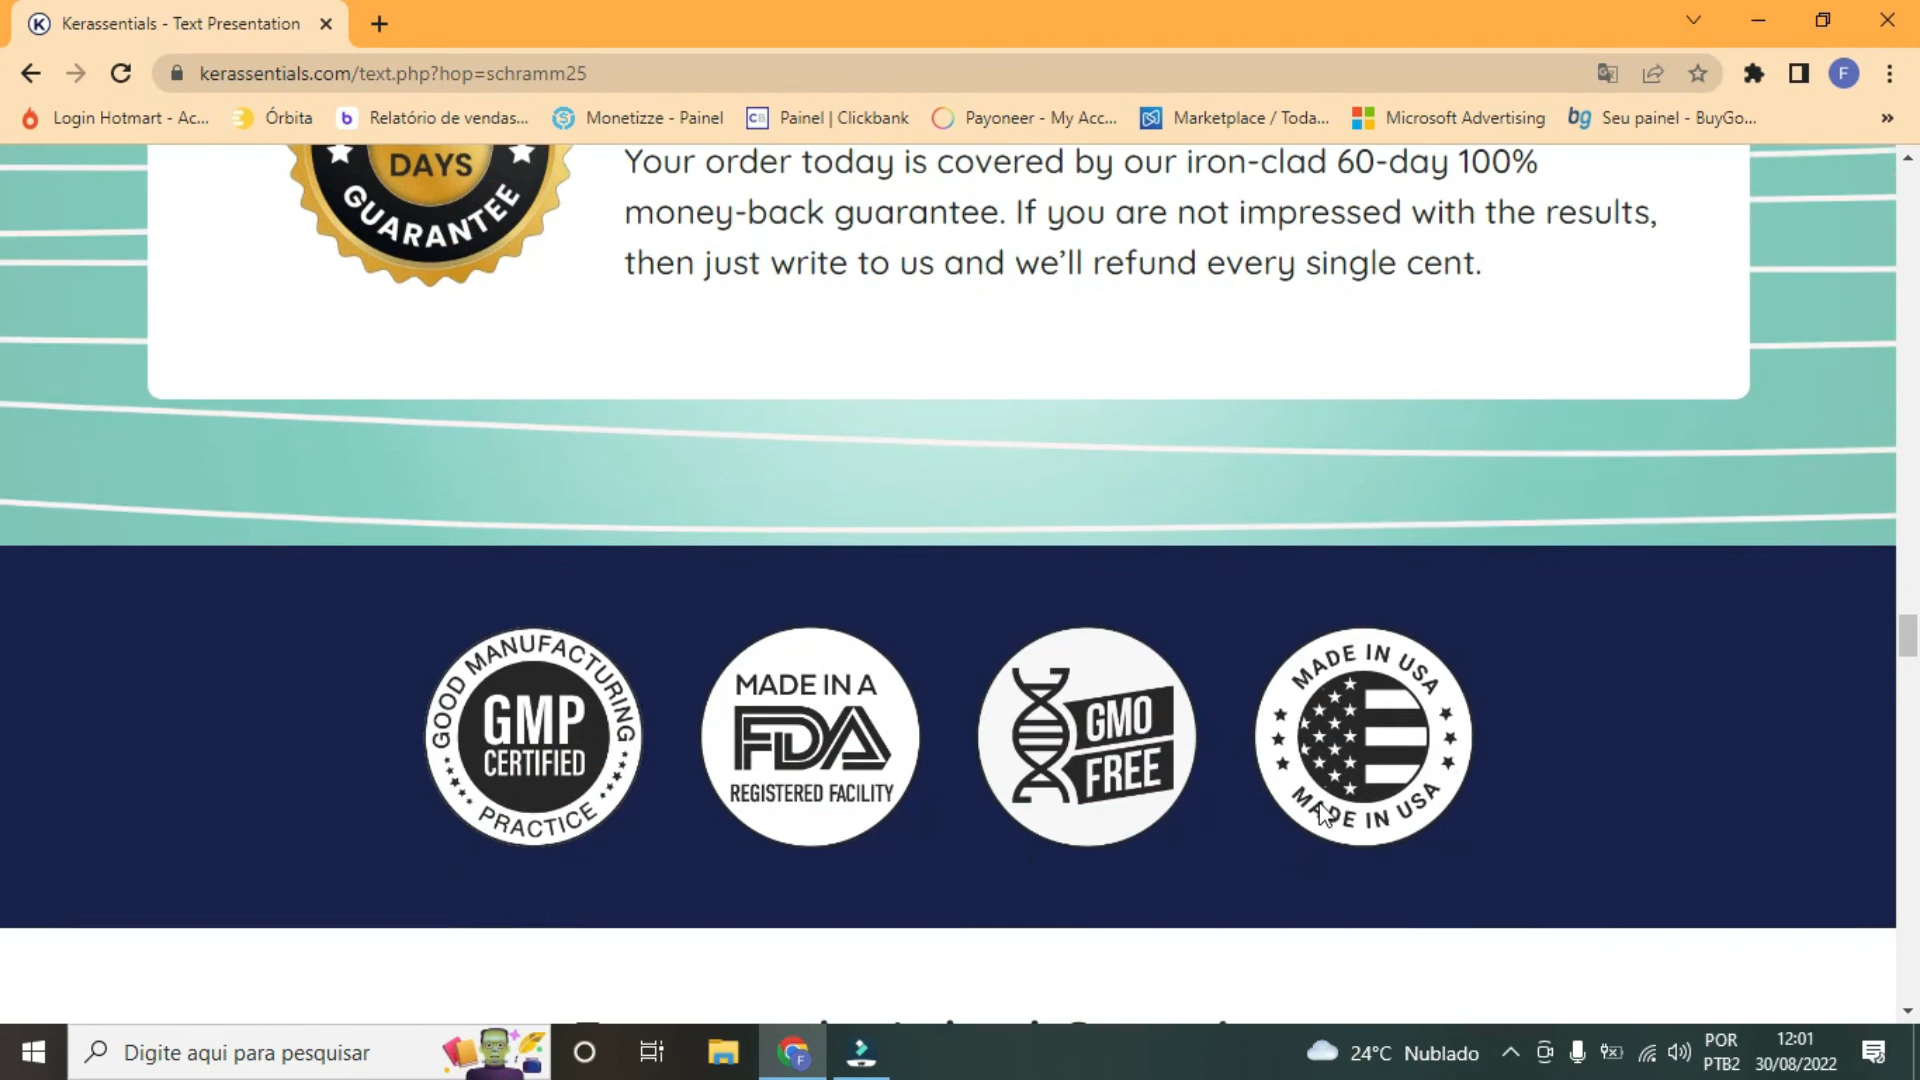 Kerassentials - Text Presentation
kerassentials.com/text.php?hop=schramm25
F
Login Hotmart - Ac...
Órbita
b
Relatório de vendas...
Monetizze - Painel
CB
Painel | Clickbank
Payoneer - My Acc...
Marketplace / Toda...
Microsoft Advertising
bg
Seu painel - BuyGo...
DAYS
GUARANTEE
Your order today is covered by our iron-clad 60-day 100%
money-back guarantee. If you are not impressed with the results,
then just write to us and we’ll refund every single cent.
GOOD MANUFACTURING
GMP
CERTIFIED
PRACTICE
MADE IN A
FDA
REGISTERED FACILITY
GMO
FREE
MADE IN USA
MADE IN USA
Digite aqui para pesquisar
24°C Nublado
POR
PTB2
12:01
30/08/2022